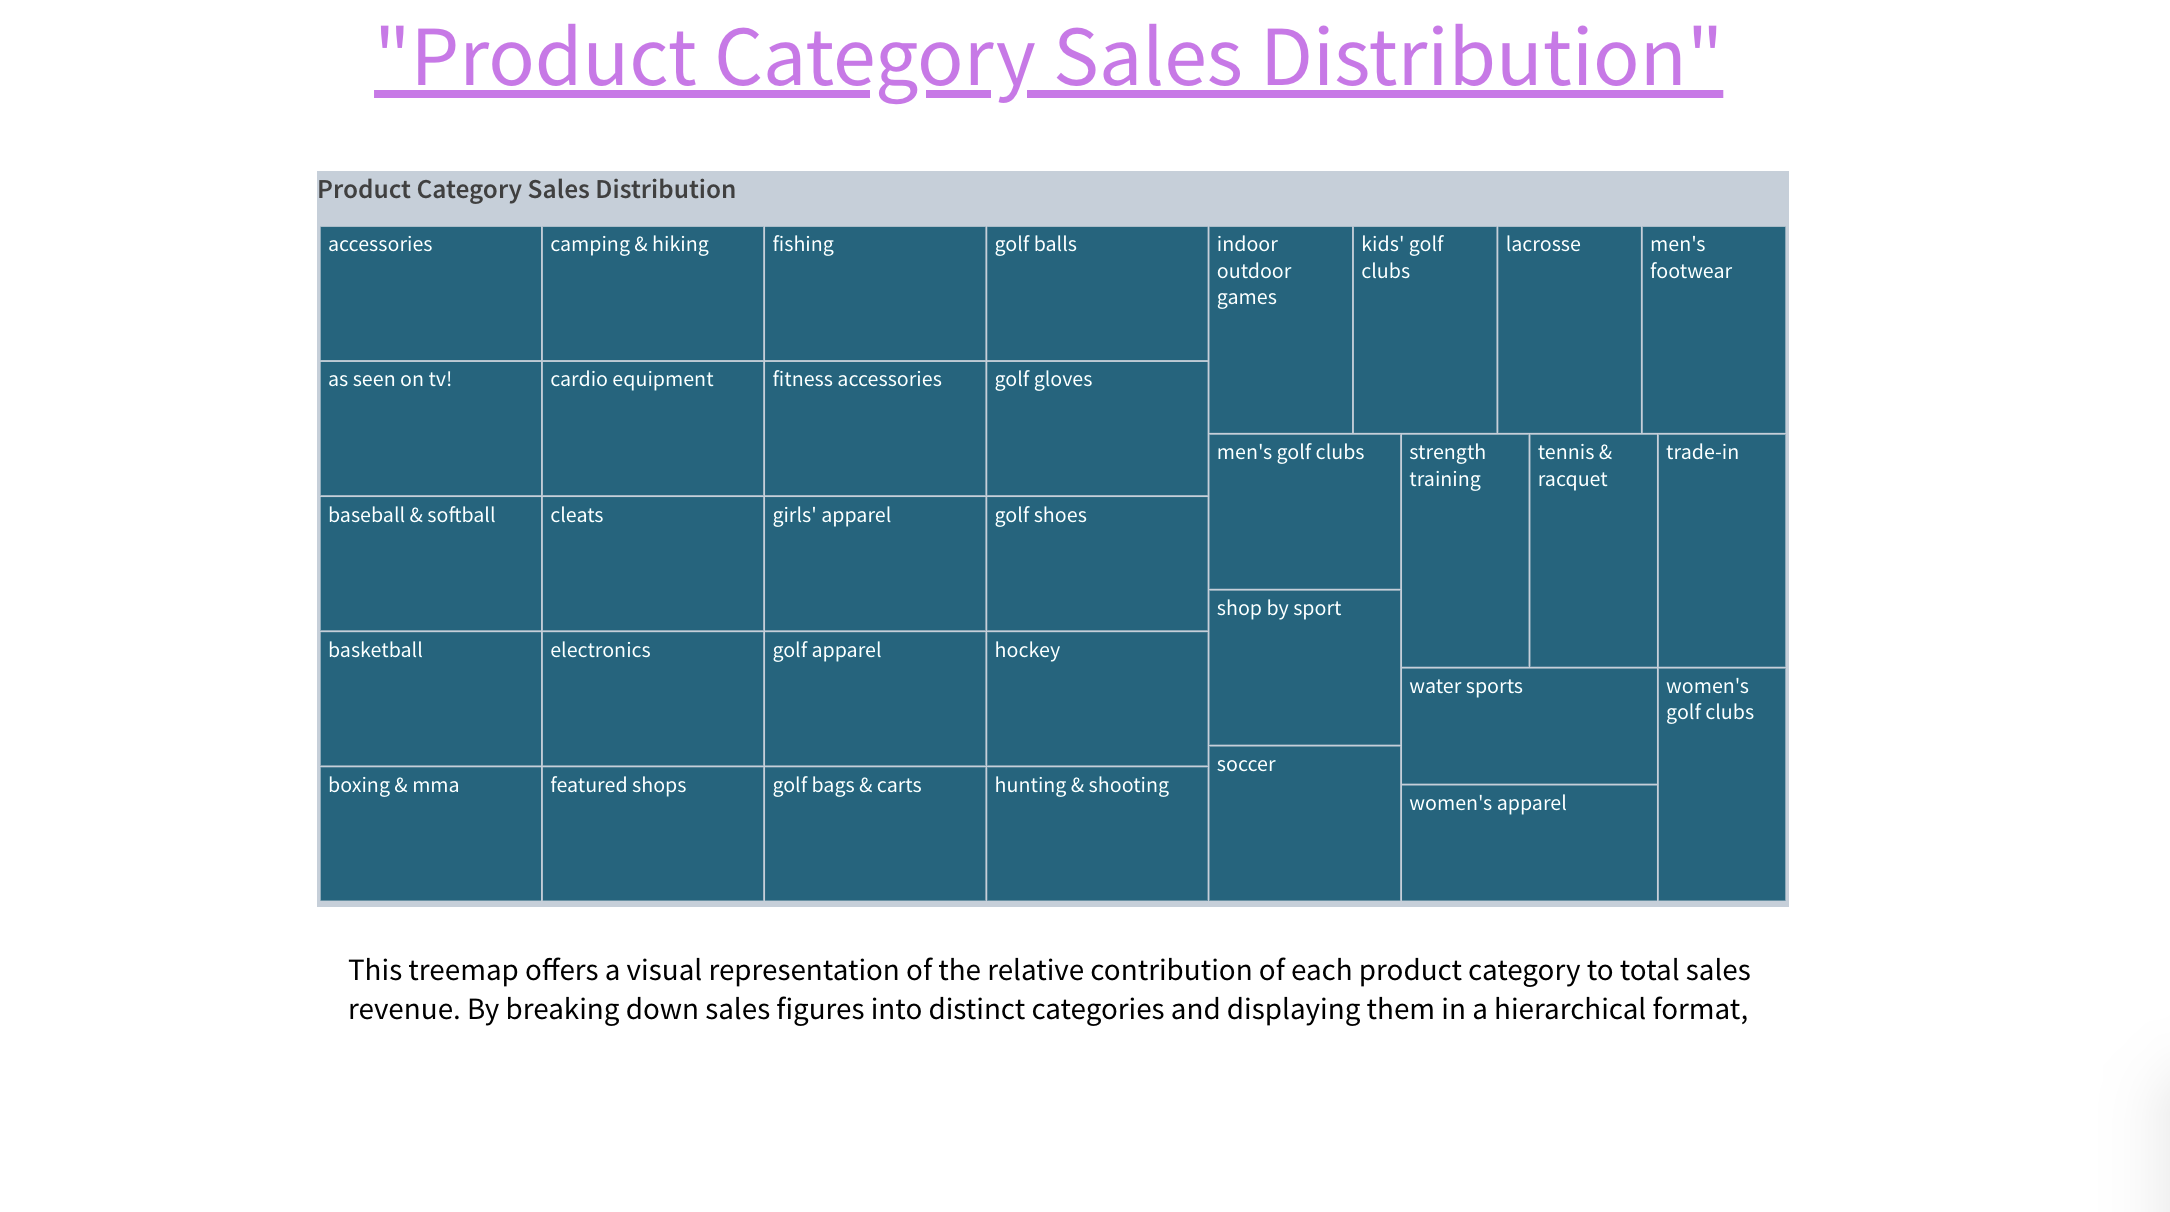 "Product Category Sales Distribution"
Product Category Sales Distribution
accessories
camping & hiking
fishing
golf balls
indoor
outdoor
games
kids' golf
clubs
lacrosse
men's
footwear
as seen on tv!
cardio equipment
fitness accessories
golf gloves
men's golf clubs
strength
training
tennis &
racquet
trade-in
baseball & softball
cleats
girls' apparel
golf shoes
shop by sport
basketball
electronics
golf apparel
hockey
water sports
women's
golf clubs
soccer
boxing & mma
featured shops
golf bags & carts
hunting & shooting
women's apparel
This treemap offers a visual representation of the relative contribution of each product category to total sales
revenue. By breaking down sales figures into distinct categories and displaying them in a hierarchical format,